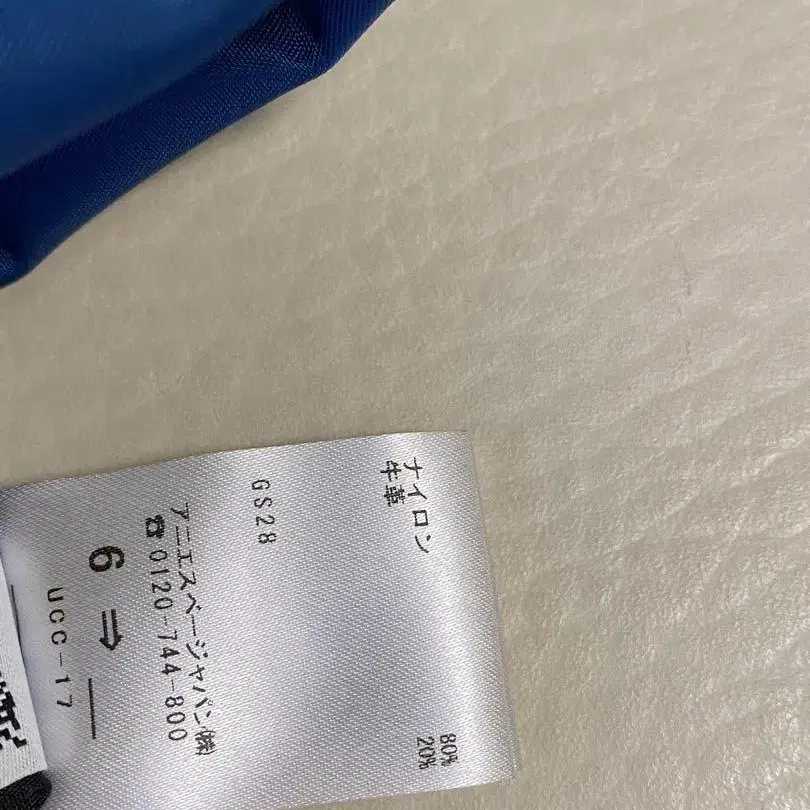 ナイロン 80%
牛革 20%
GS28
アニエスベージャパン(株)
☎0120-744-800
6 ⇒
UCC-17